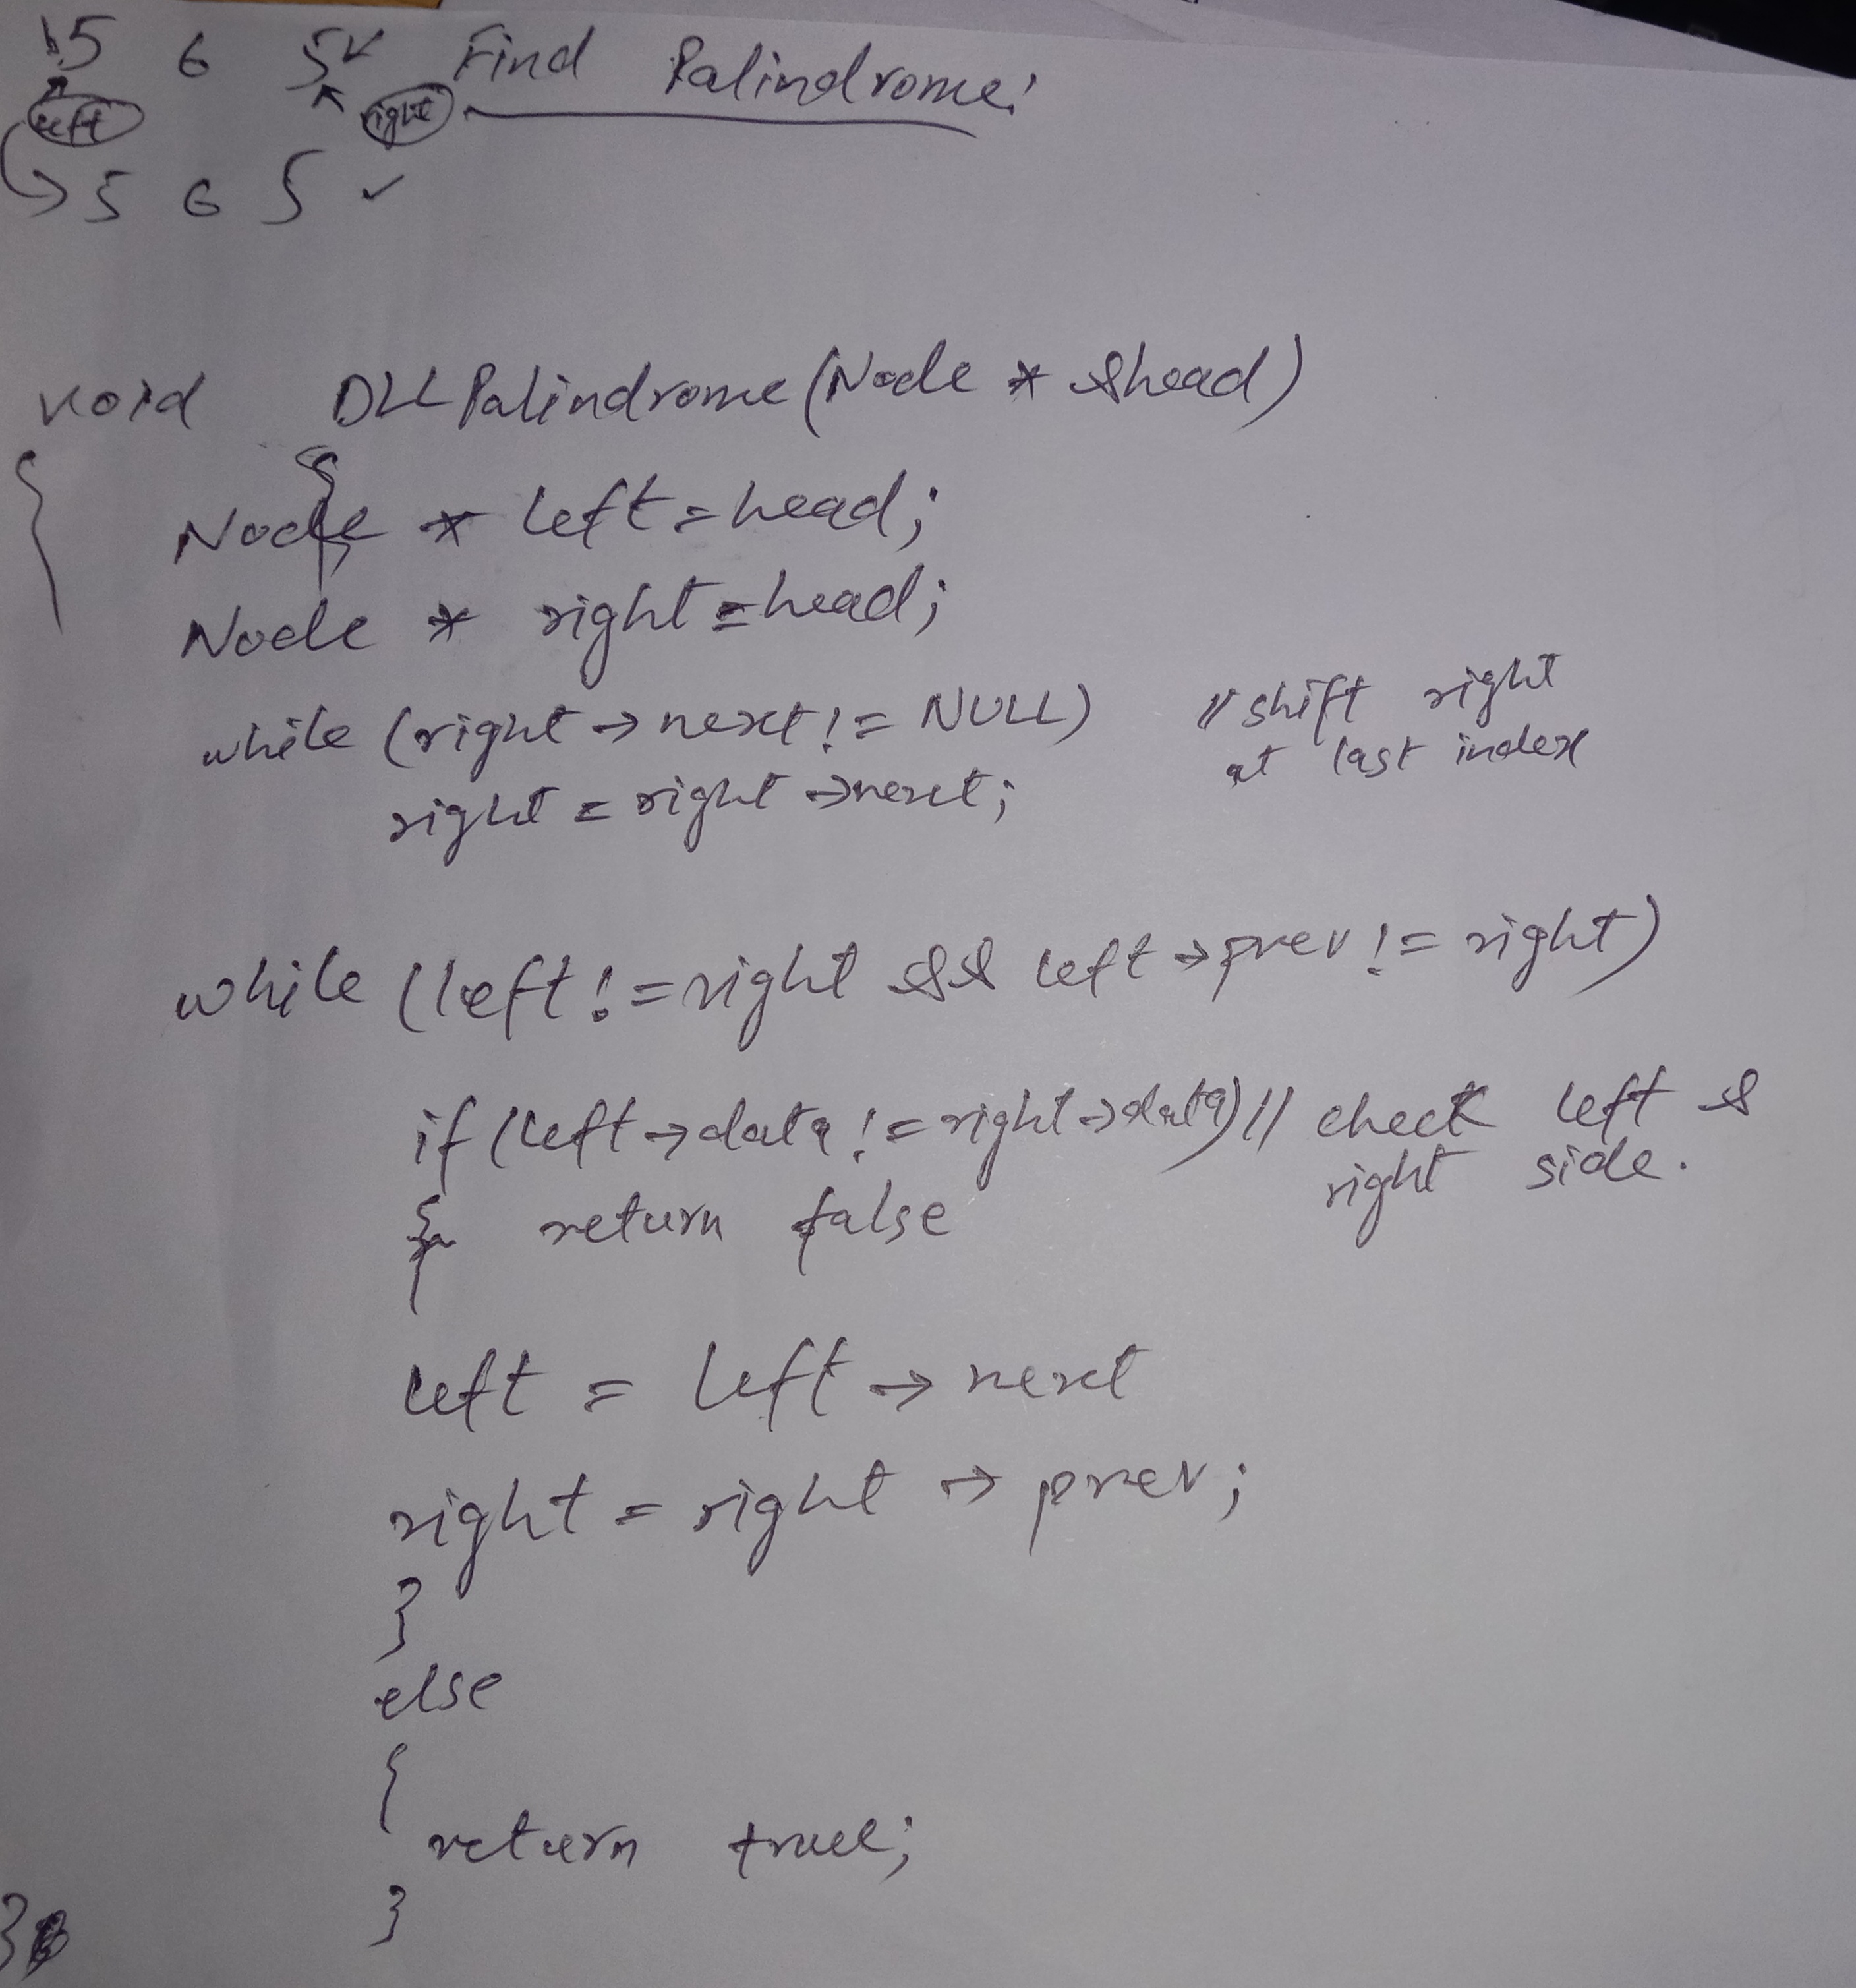 5 6 5 Find Palindrome:
left right
5 6 5 ✓
void DLLPalindrome(Node * &head)
{
Node * left = head;
Node * right = head;
while (right → next != NULL) // shift right
at last index
right = right → next;
while (left != right && left → prev != right)
if (left → data != right → data) // check left &
right side.
{ return false
left = left → next
right = right → prev;
}
else
{
return true;
}
}